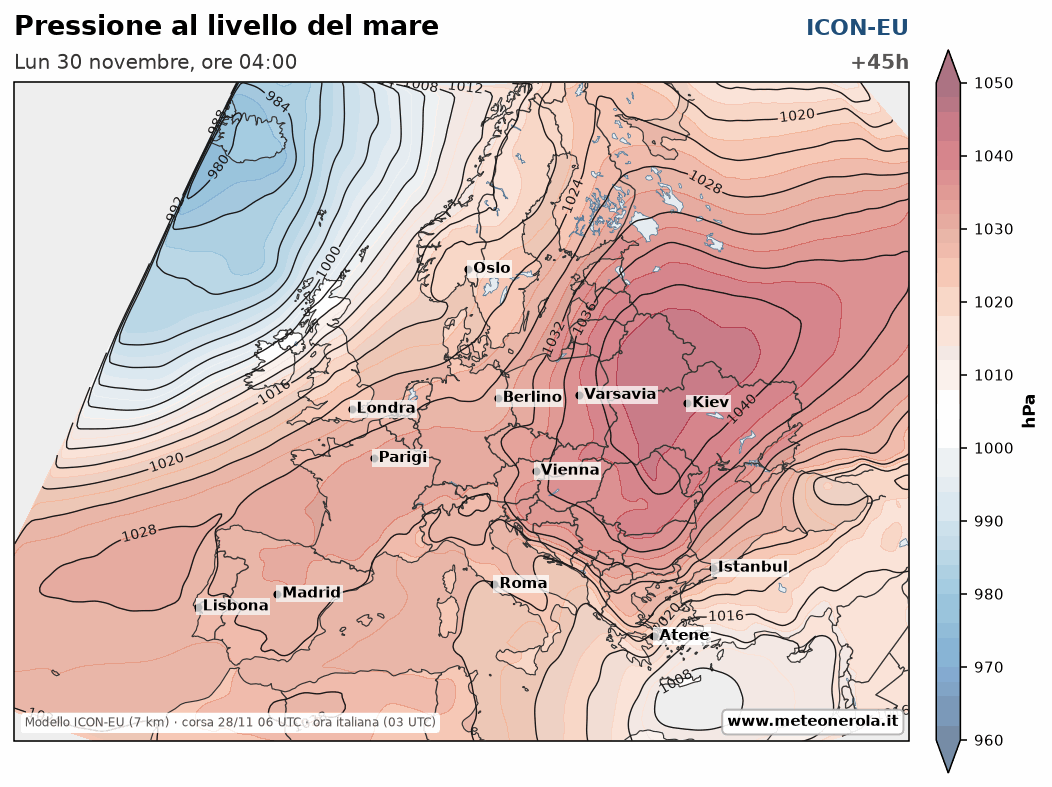 Pressione al livello del mare
ICON-EU
Lun 30 novembre, ore 04:00
+45h
984
1008
1012
988
980
1020
1028
1024
992
1000
Oslo
1036
1032
1016
Londra
Berlino
Varsavia
Kiev
1040
1020
Parigi
Vienna
1028
Istanbul
Roma
Madrid
Lisbona
1016
Atene
1008
Modello ICON-EU (7 km) · corsa 28/11 06 UTC · ora italiana (03 UTC)
www.meteonerola.it
1050
1040
1030
1020
1010
1000
990
980
970
960
hPa